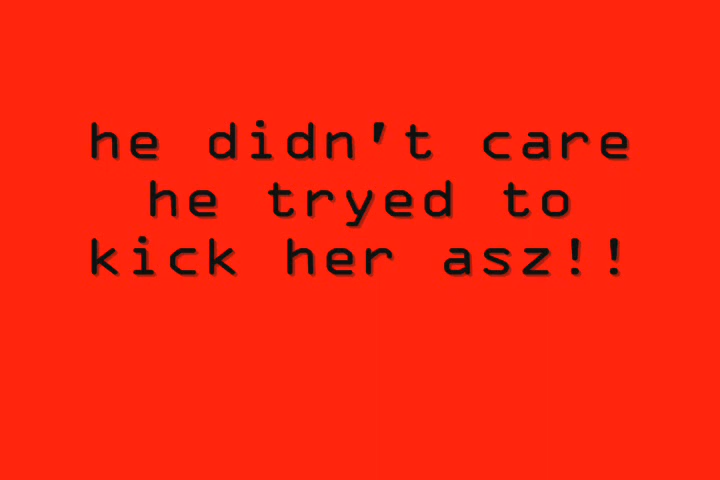 he didn't care
he tryed to
kick her asz!!